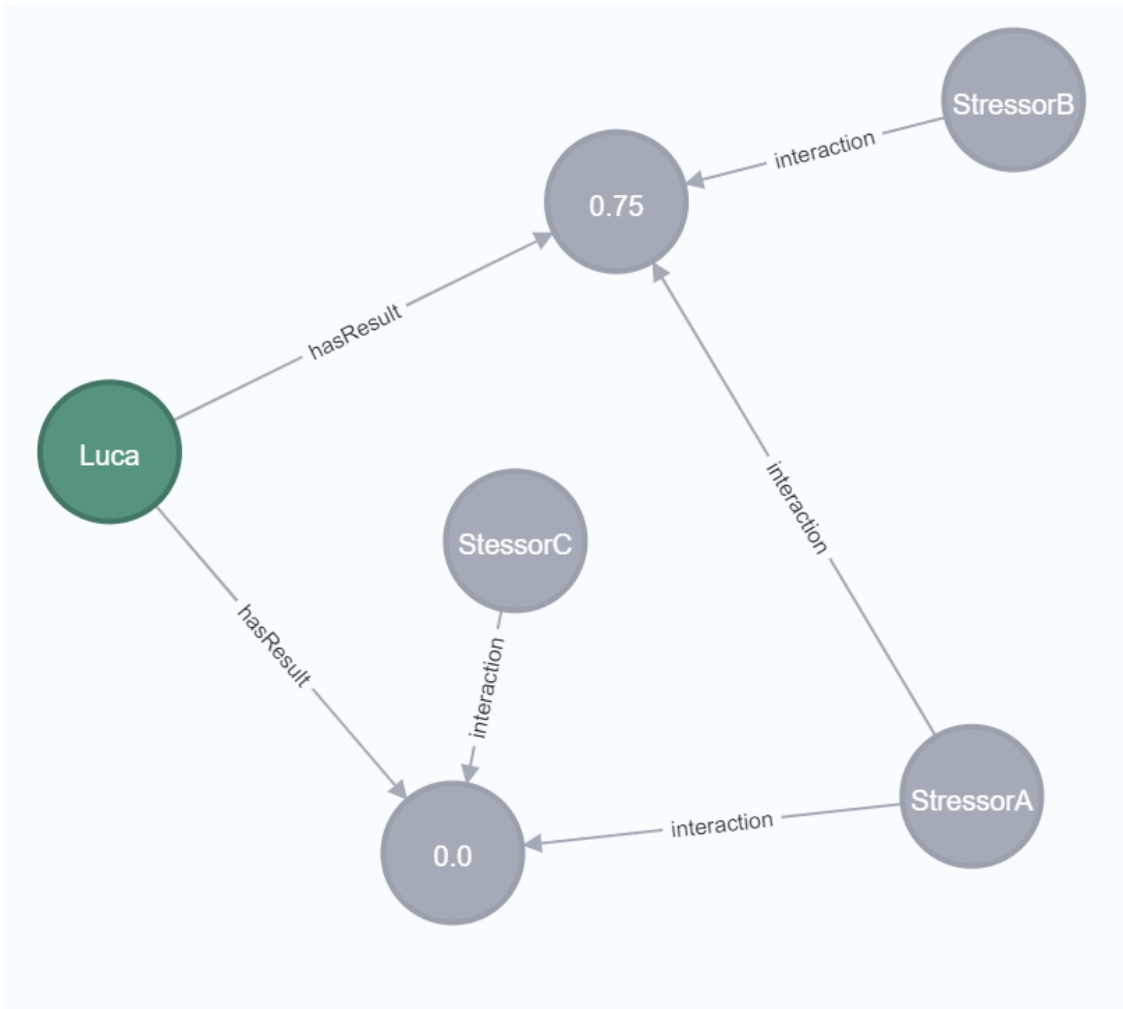 StressorB
interaction
0.75
hasResult
Luca
interaction
StessorC
hasResult
interaction
StressorA
interaction
0.0